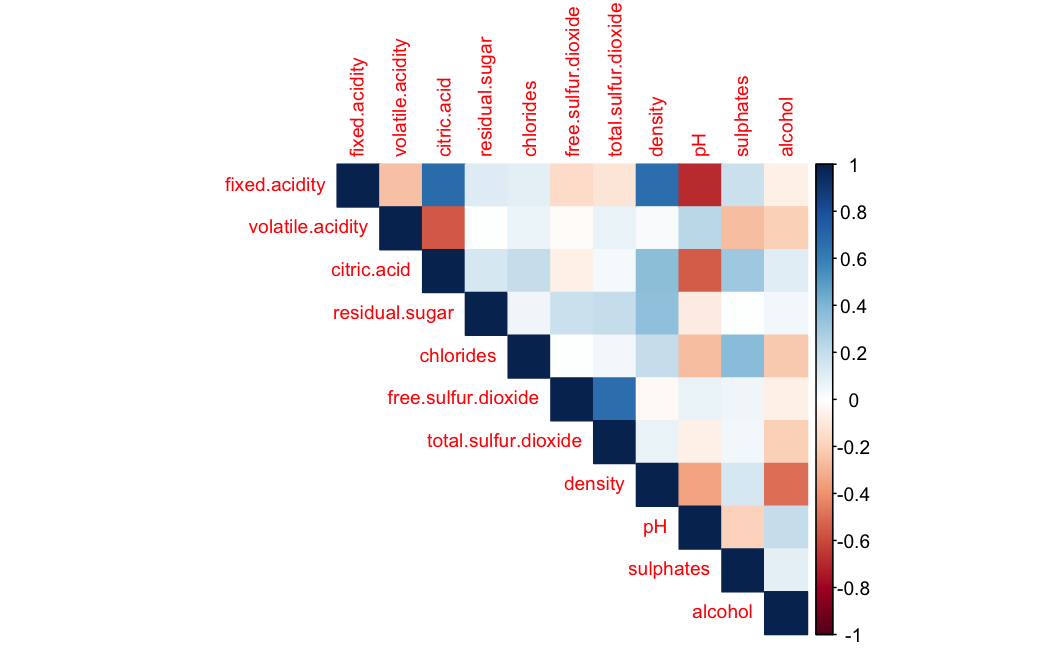 fixed.acidity
volatile.acidity
citric.acid
residual.sugar
chlorides
free.sulfur.dioxide
total.sulfur.dioxide
density
pH
sulphates
alcohol
fixed.acidity
volatile.acidity
citric.acid
residual.sugar
chlorides
free.sulfur.dioxide
total.sulfur.dioxide
density
pH
sulphates
alcohol
1
0.8
0.6
0.4
0.2
0
-0.2
-0.4
-0.6
-0.8
-1